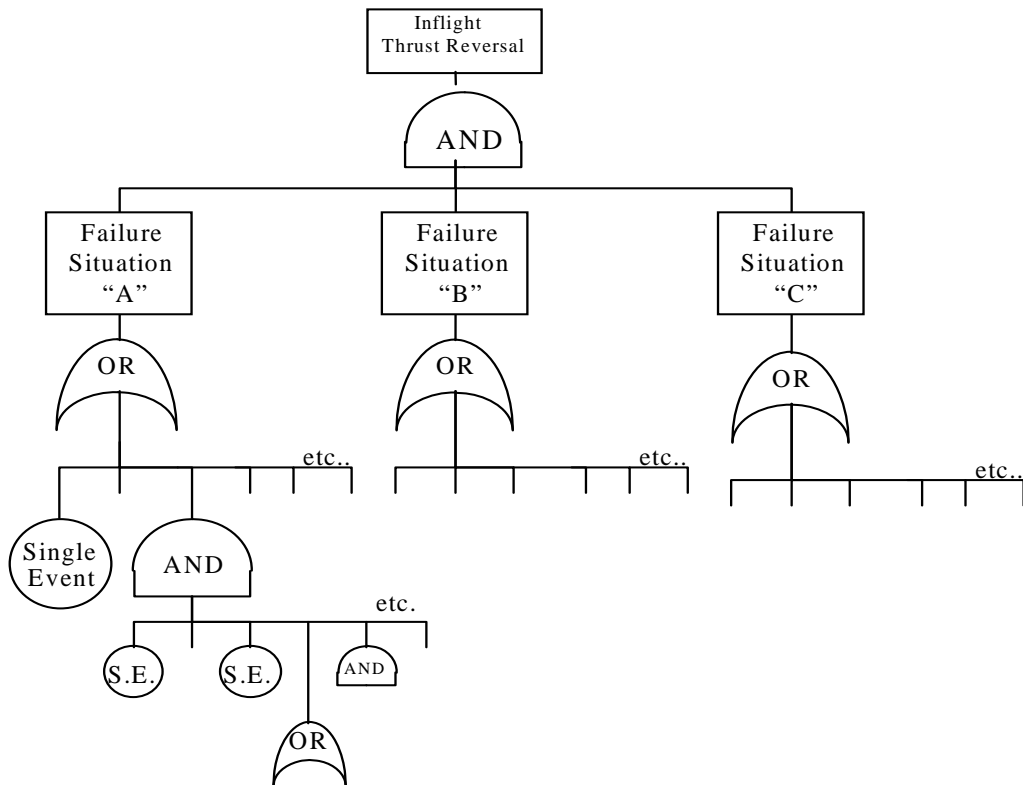 Inflight
Thrust Reversal
AND
Failure
Situation
“A”
Failure
Situation
“B”
Failure
Situation
“C”
OR
OR
OR
etc..
etc..
etc..
Single
Event
AND
etc.
S.E.
S.E.
AND
OR